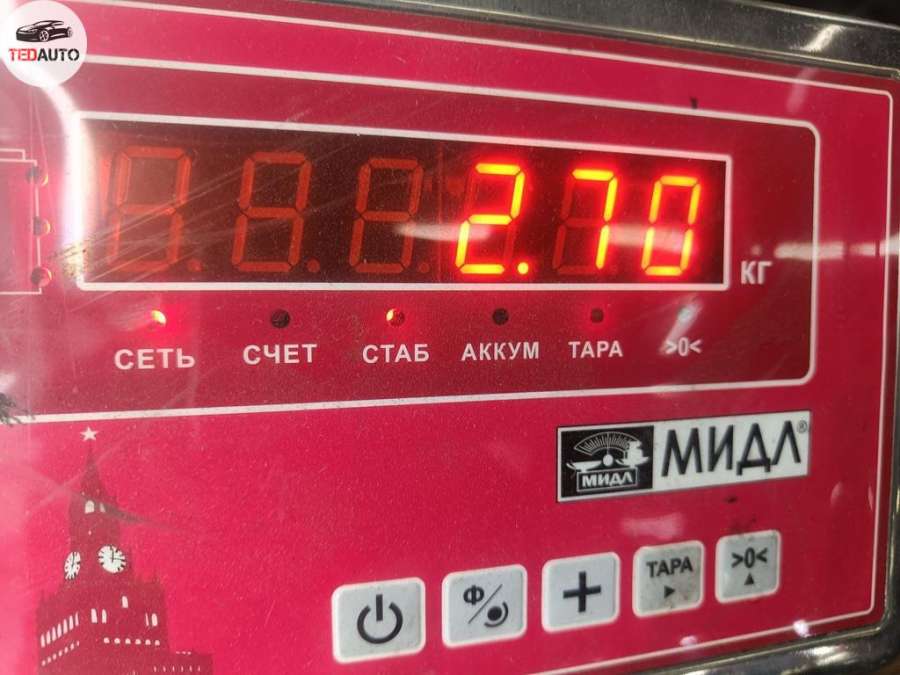 TEDAUTO
2.70
КГ
СЕТЬ СЧЕТ СТАБ АККУМ ТАРА >0<
МИДЛ МИДЛ®
Ф + ТАРА >0<